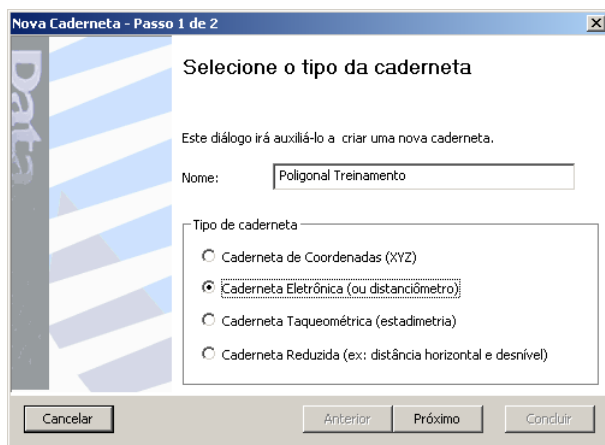 Nova Caderneta - Passo 1 de 2
Data
Selecione o tipo da caderneta
Este diálogo irá auxiliá-lo a criar uma nova caderneta.
Nome: Poligonal Treinamento
Tipo de caderneta
Caderneta de Coordenadas (XYZ)
Caderneta Eletrônica (ou distanciômetro)
Caderneta Taqueométrica (estadimetria)
Caderneta Reduzida (ex: distância horizontal e desnível)
Cancelar Anterior Próximo Concluir